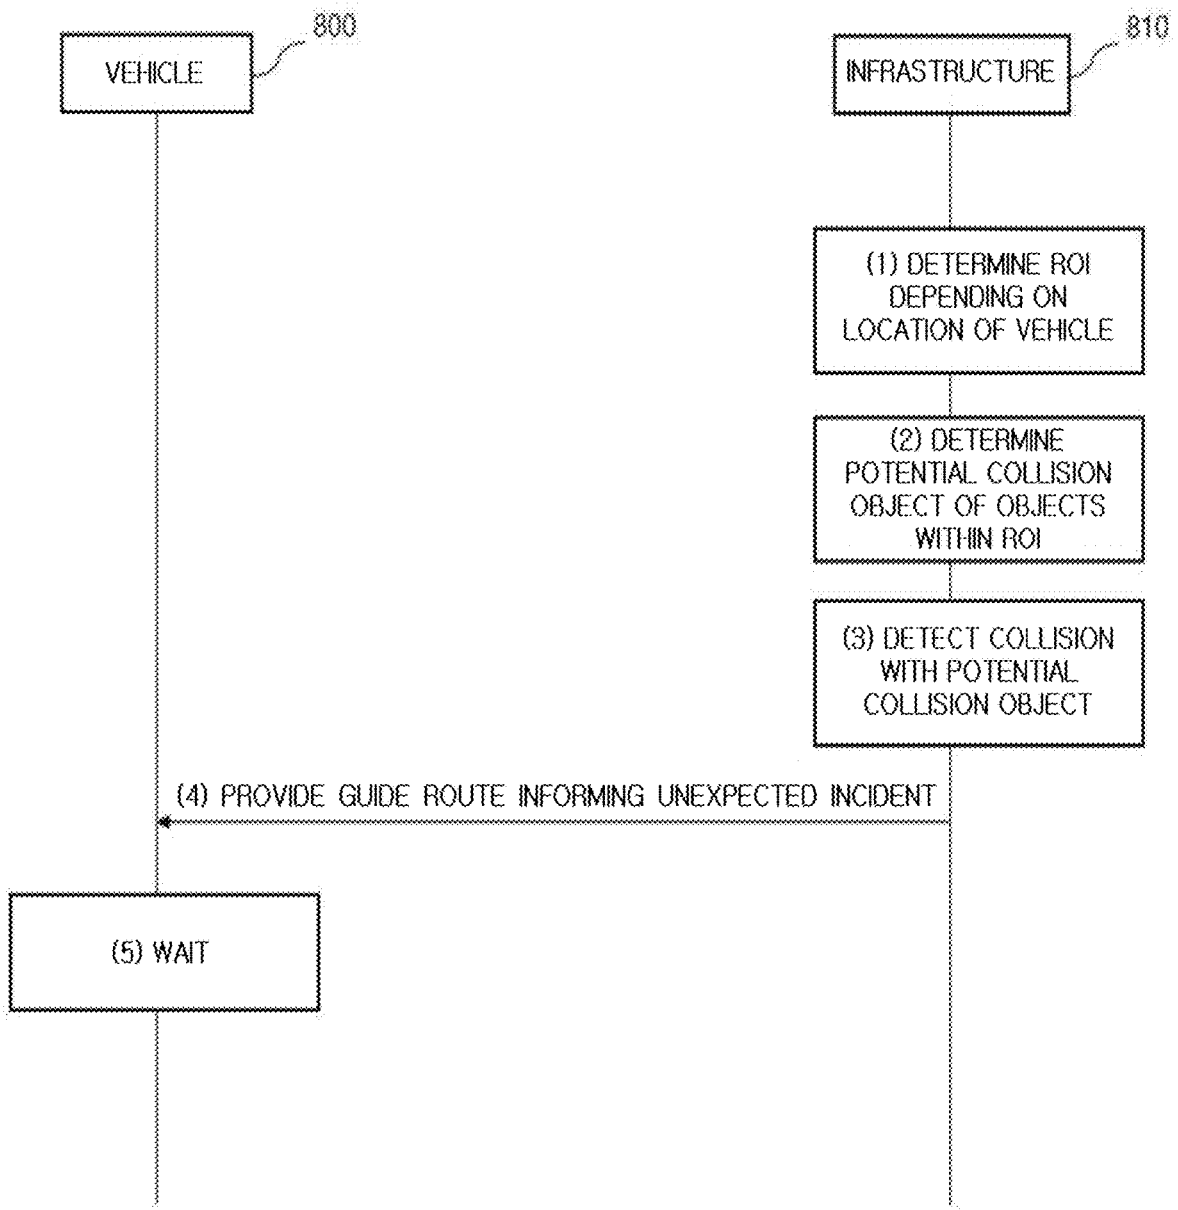 800
VEHICLE
810
INFRASTRUCTURE
(1) DETERMINE ROI
DEPENDING ON
LOCATION OF VEHICLE
(2) DETERMINE
POTENTIAL COLLISION
OBJECT OF OBJECTS
WITHIN ROI
(3) DETECT COLLISION
WITH POTENTIAL
COLLISION OBJECT
(4) PROVIDE GUIDE ROUTE INFORMING UNEXPECTED INCIDENT
(5) WAIT